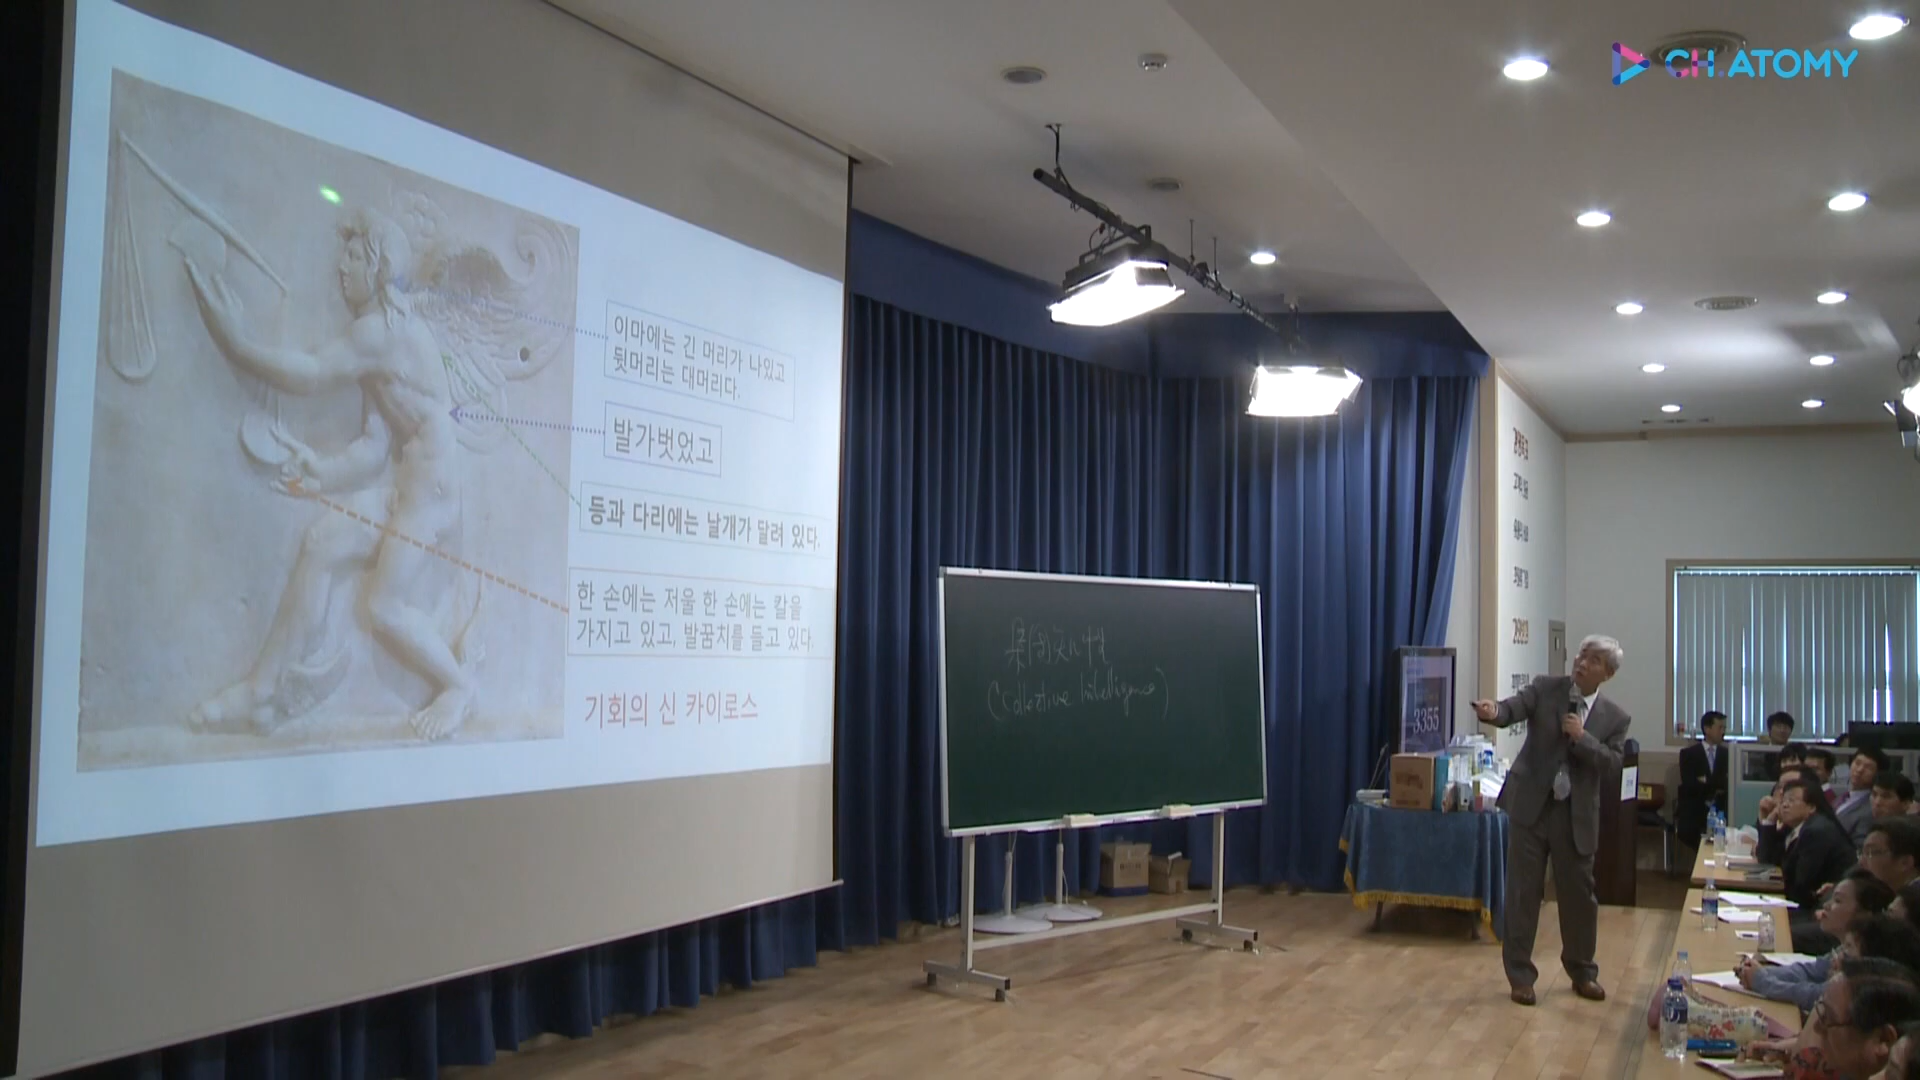 CH.ATOMY
이마에는 긴 머리가 나있고
뒷머리는 대머리다.
발가벗었고
등과 다리에는 날개가 달려 있다.
한 손에는 저울 한 손에는 칼을
가지고 있고, 발꿈치를 들고 있다.
기회의 신 카이로스
(Collective Intelligence)
3355